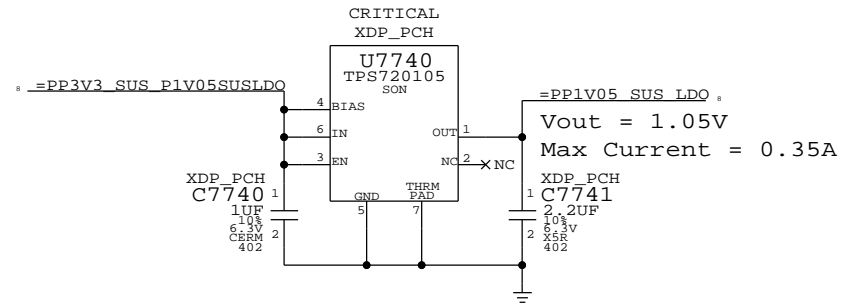 CRITICAL
XDP_PCH
U7740
TPS720105
SON
8 =PP3V3_SUS_P1V05SUSLDO
=PP1V05_SUS_LDO 8
4 BIAS
Vout = 1.05V
6 IN
OUT 1
Max Current = 0.35A
3 EN
NC 2 NC
XDP_PCH
C7740 1
1UF
10%
6.3V
CERM 2
402
THRM
PAD
GND
5
7
XDP_PCH
1 C7741
2.2UF
10%
6.3V
2 X5R
402